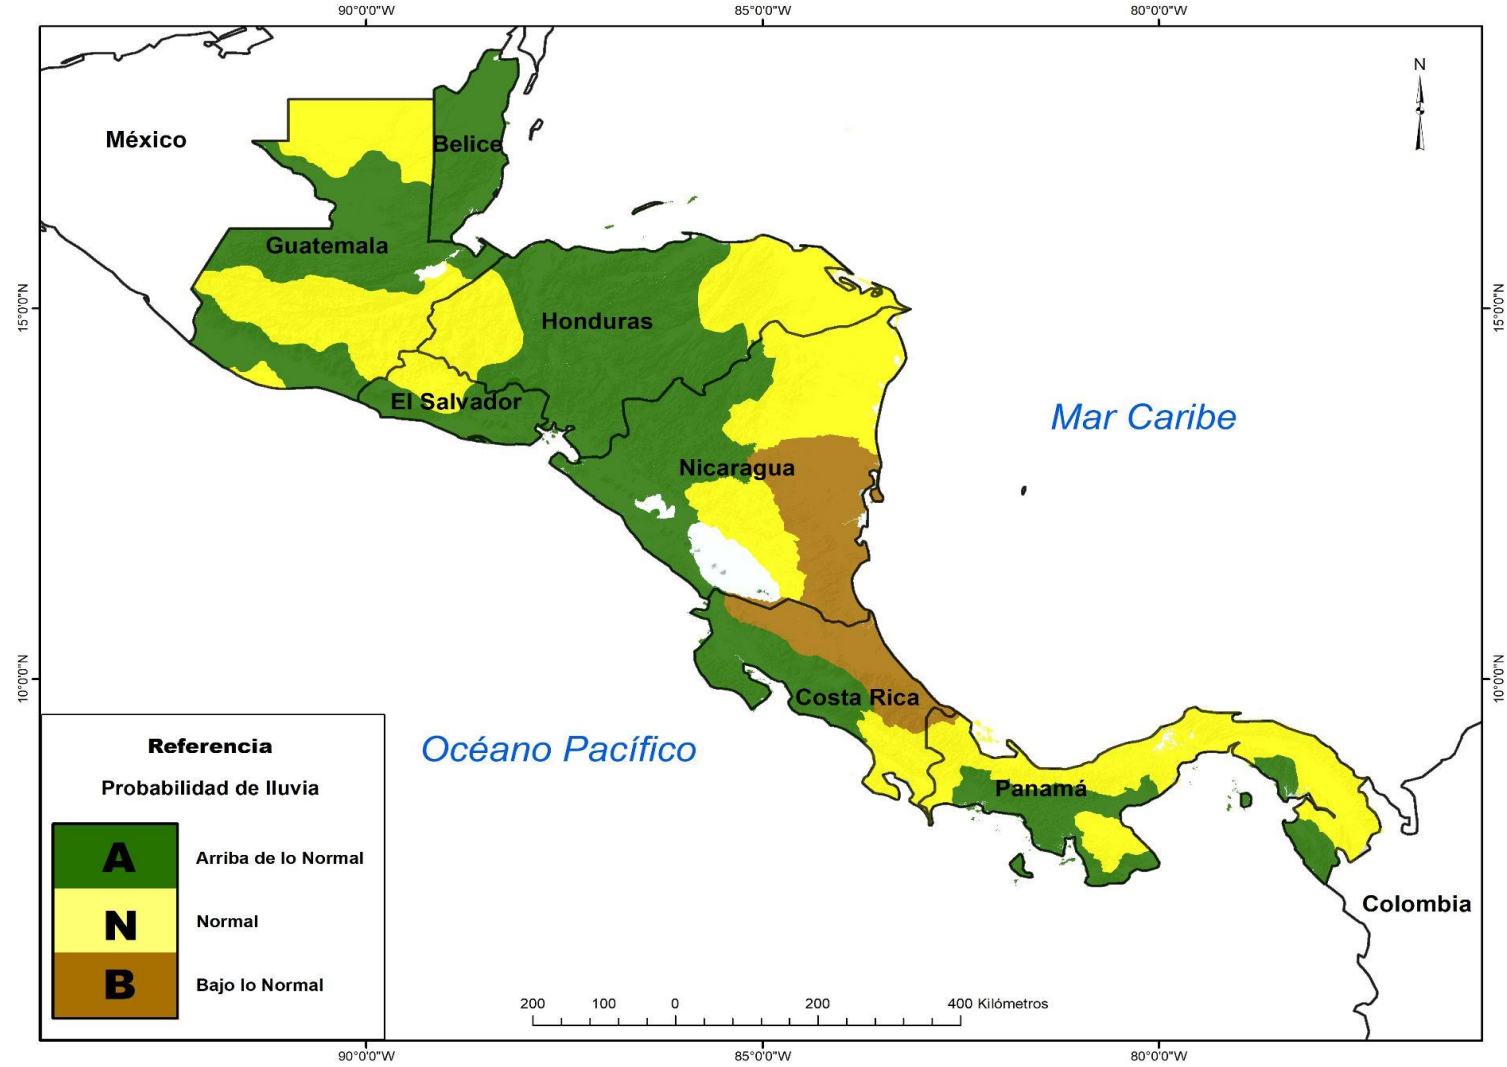 90°0'0"W 85°0'0"W 80°0'0"W
N
México
Belice
Guatemala
15°0'0"N 15°0'0"N
Honduras
El Salvador
Mar Caribe
Nicaragua
10°0'0"N 10°0'0"N
Costa Rica
Océano Pacífico
Panamá
Colombia
Referencia
Probabilidad de lluvia
A Arriba de lo Normal
N Normal
B Bajo lo Normal
200 100 0 200 400 Kilómetros
90°0'0"W 85°0'0"W 80°0'0"W